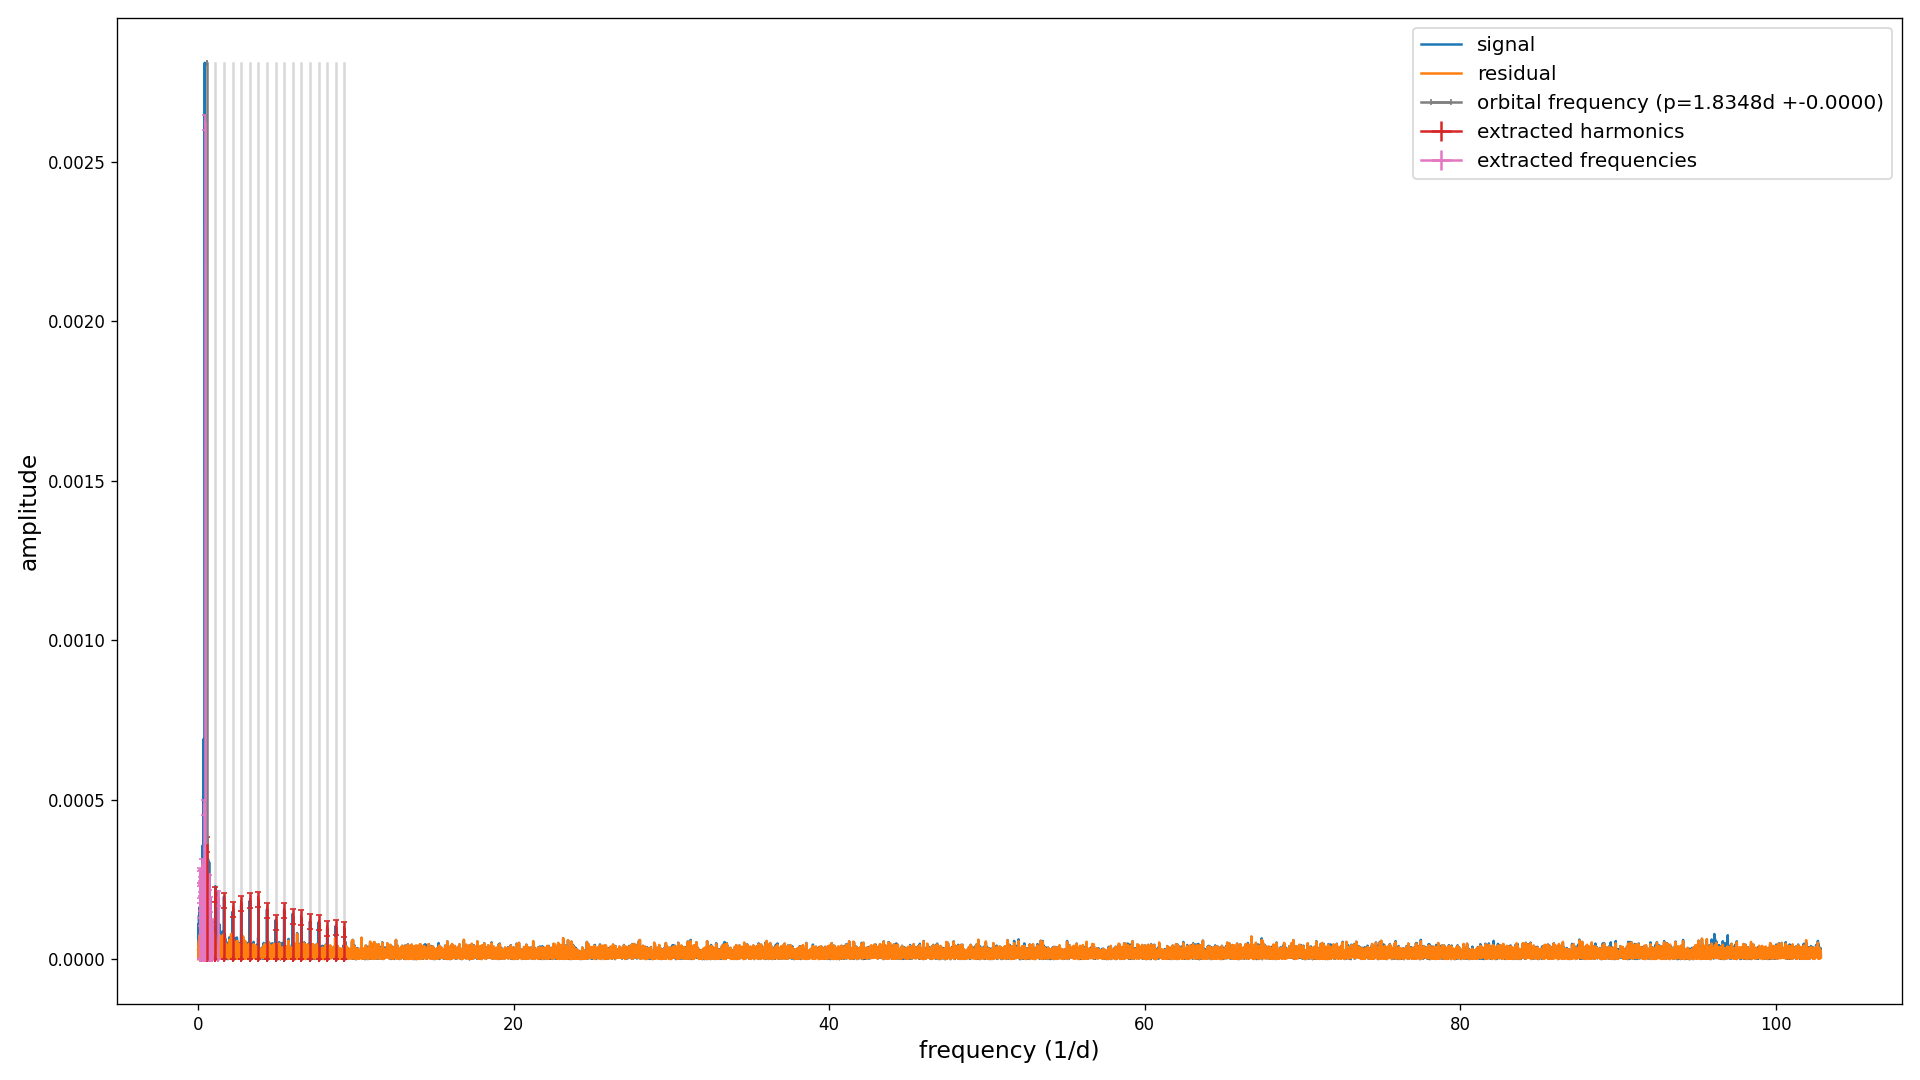 signal
residual
orbital frequency (p=1.8348d +-0.0000)
extracted harmonics
extracted frequencies
amplitude
0.0025
0.0020
0.0015
0.0010
0.0005
0.0000
0 20 40 60 80 100
frequency (1/d)